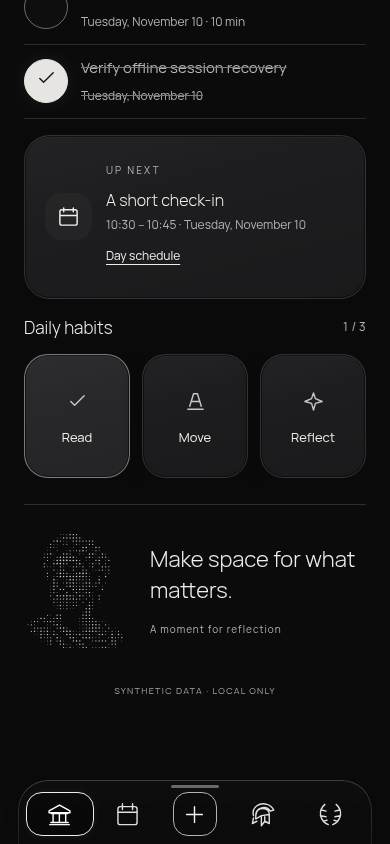 Tuesday, November 10 · 10 min
Verify offline session recovery
Tuesday, November 10
UP NEXT
A short check-in
10:30 – 10:45 · Tuesday, November 10
Day schedule
Daily habits
1 / 3
Read
Move
Reflect
Make space for what
matters.
A moment for reflection
SYNTHETIC DATA · LOCAL ONLY